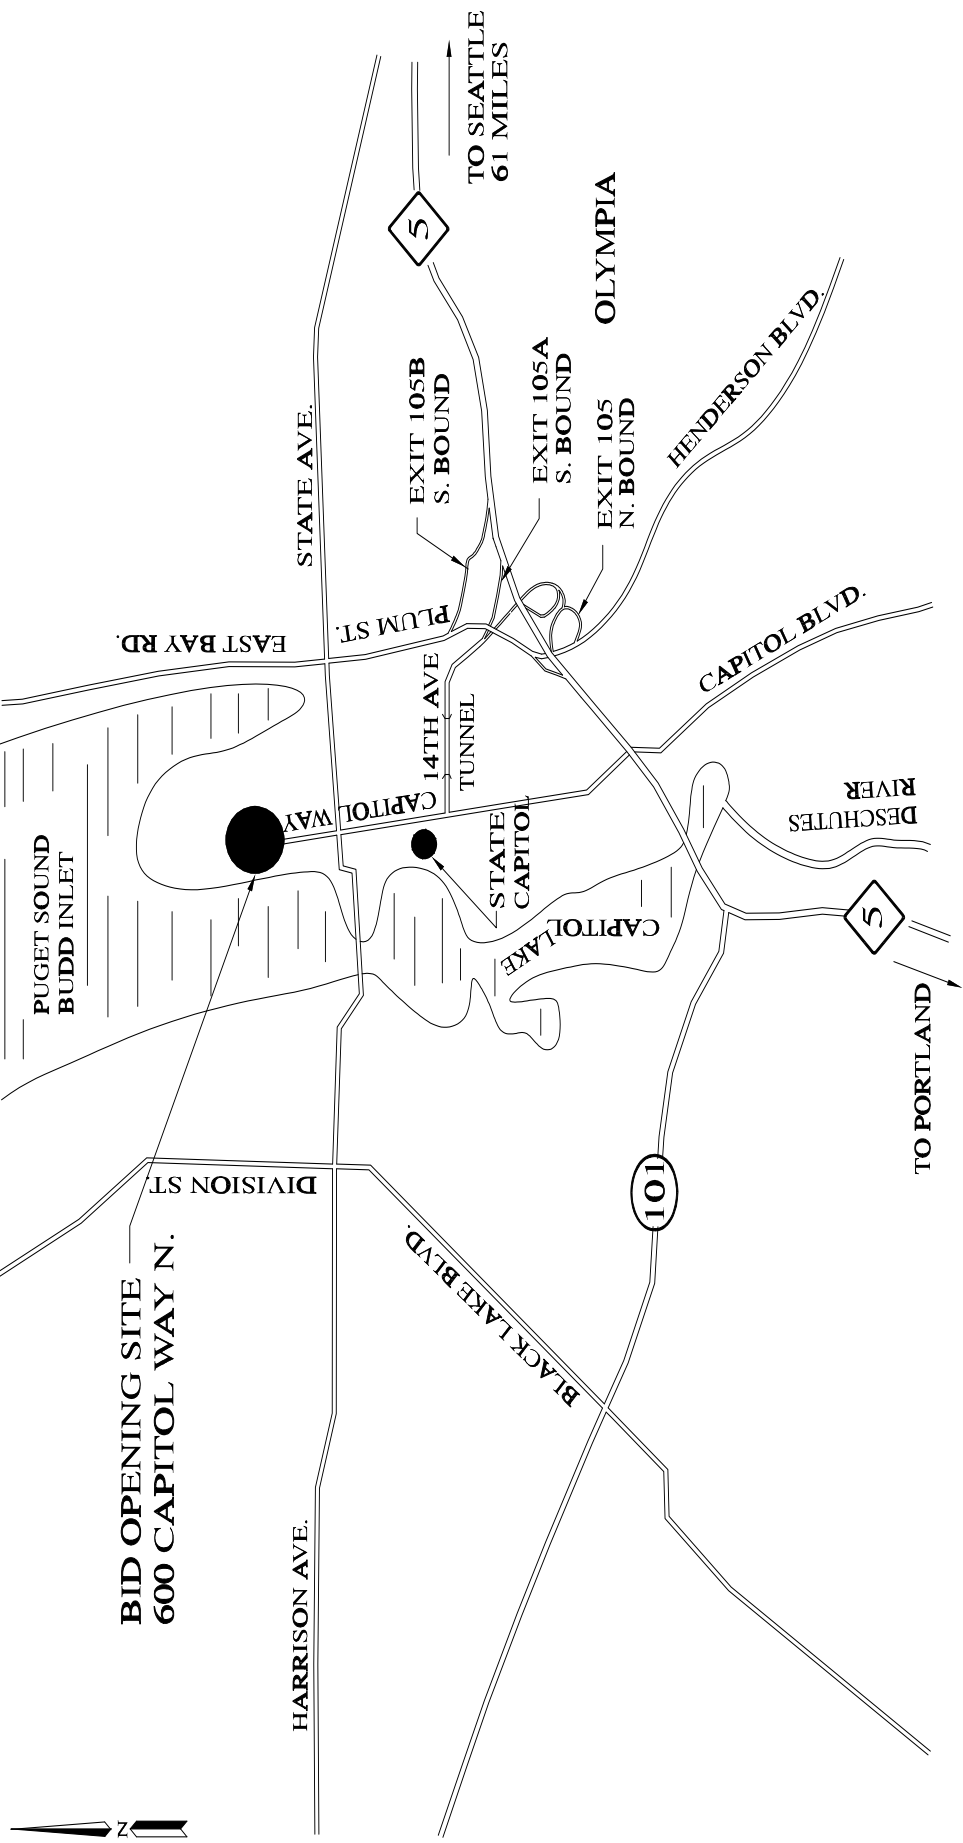 TO SEATTLE
61 MILES
5
OLYMPIA
HENDERSON BLVD.
EXIT 105B
S. BOUND
EXIT 105A
S. BOUND
EXIT 105
N. BOUND
STATE AVE.
EAST BAY RD.
PLUM ST.
CAPITOL BLVD.
14TH AVE
TUNNEL
CAPITOL WAY
STATE
CAPITOL
DESCHUTES
RIVER
PUGET SOUND
BUDD INLET
CAPITOL
LAKE
5
TO PORTLAND
101
DIVISION ST.
BLACK LAKE BLVD.
BID OPENING SITE
600 CAPITOL WAY N.
HARRISON AVE.
N